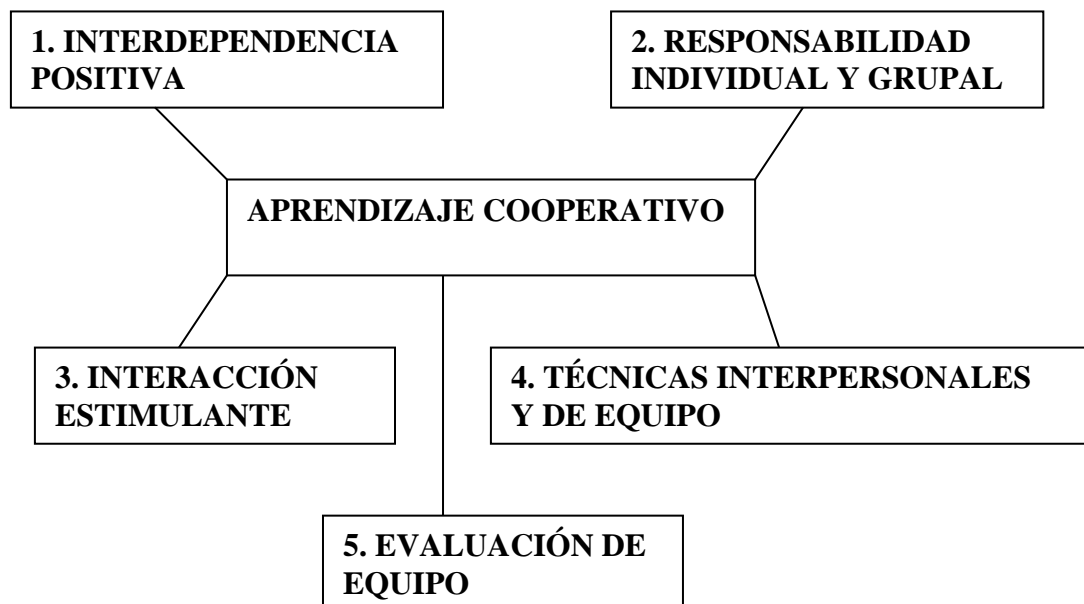 1. INTERDEPENDENCIA
POSITIVA
2. RESPONSABILIDAD
INDIVIDUAL Y GRUPAL
APRENDIZAJE COOPERATIVO
3. INTERACCIÓN
ESTIMULANTE
4. TÉCNICAS INTERPERSONALES
Y DE EQUIPO
5. EVALUACIÓN DE
EQUIPO